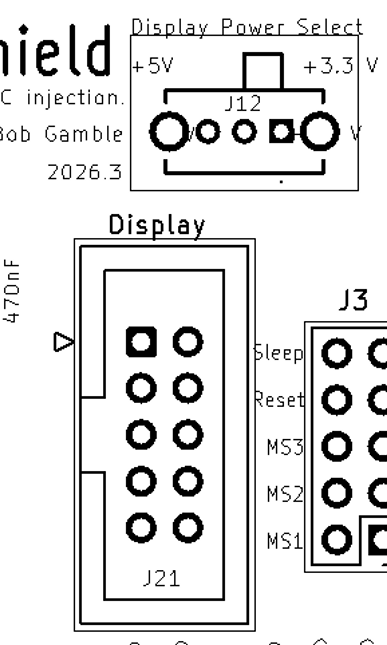 Display Power Select
+5V
+3.3 V
J12
V
V
2026.3
Bob Gamble
C injection.
hield
Display
470nF
J3
Sleep
Reset
MS3
MS2
MS1
J21